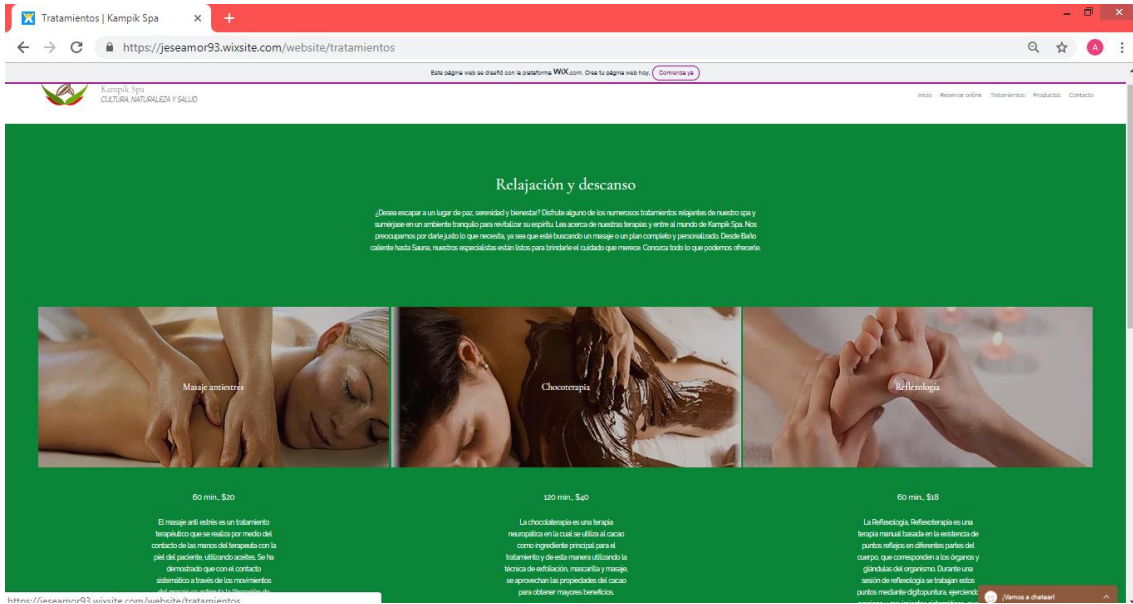 Tratamientos | Kampik Spa
https://jeseamor93.wixsite.com/website/tratamientos
A
Este página web se diseñó con la plataforma WiX.com. Crea tu página web hoy. Comienza ya
Kampik Spa
CULTURA, NATURALEZA Y SALUD
Inicio Reservar online Tratamientos Productos Contacto
Relajación y descanso
¿Desea escapar a un lugar de paz, serenidad y bienestar? Disfrute alguno de los numerosos tratamientos relajantes de nuestro spa y
sumérjase en un ambiente tranquilo para revitalizar su espíritu. Lea acerca de nuestras terapias y entre al mundo de Kampik Spa. Nos
preocupamos por darle justo lo que necesita, ya sea que esté buscando un masaje o un plan completo y personalizado. Desde Baño
caliente hasta Sauna, nuestros especialistas están listos para brindarle el cuidado que merece. Conozca todo lo que podemos ofrecerle.
Masaje antiestrés
Chocoterapia
Reflexología
60 min., $20
El masaje anti estrés es un tratamiento
terapéutico que se realiza por medio del
contacto de las manos del terapeuta con la
piel del paciente, utilizando aceites. Se ha
demostrado que con el contacto
sistemático a través de los movimientos
del masaje se estimula la liberación de
120 min., $40
La chocolaterapia es una terapia
neuropática en la cual se utiliza al cacao
como ingrediente principal para el
tratamiento y de esta manera utilizando la
técnica de exfoliación, mascarilla y masaje,
se aprovechan las propiedades del cacao
para obtener mayores beneficios.
60 min., $18
La Reflexología, Reflexoterapia es una
terapia manual basada en la existencia de
puntos reflejos en diferentes partes del
cuerpo, que corresponden a los órganos y
glándulas del organismo. Durante una
sesión de reflexología se trabajan estos
puntos mediante digitopuntura, ejerciendo
https://jeseamor93.wixsite.com/website/tratamientos
¡Vamos a chatear!